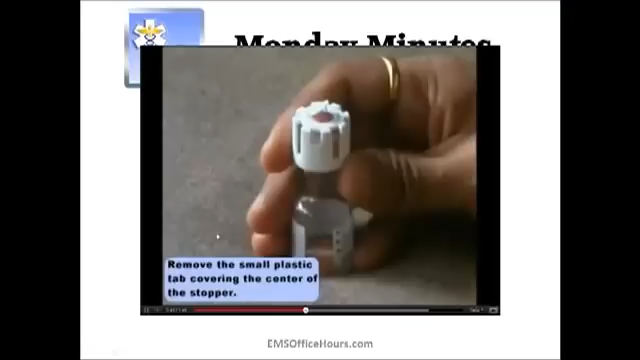 Monday Minutes
Remove the small plastic
tab covering the center of
the stopper.
EMSOfficeHours.com